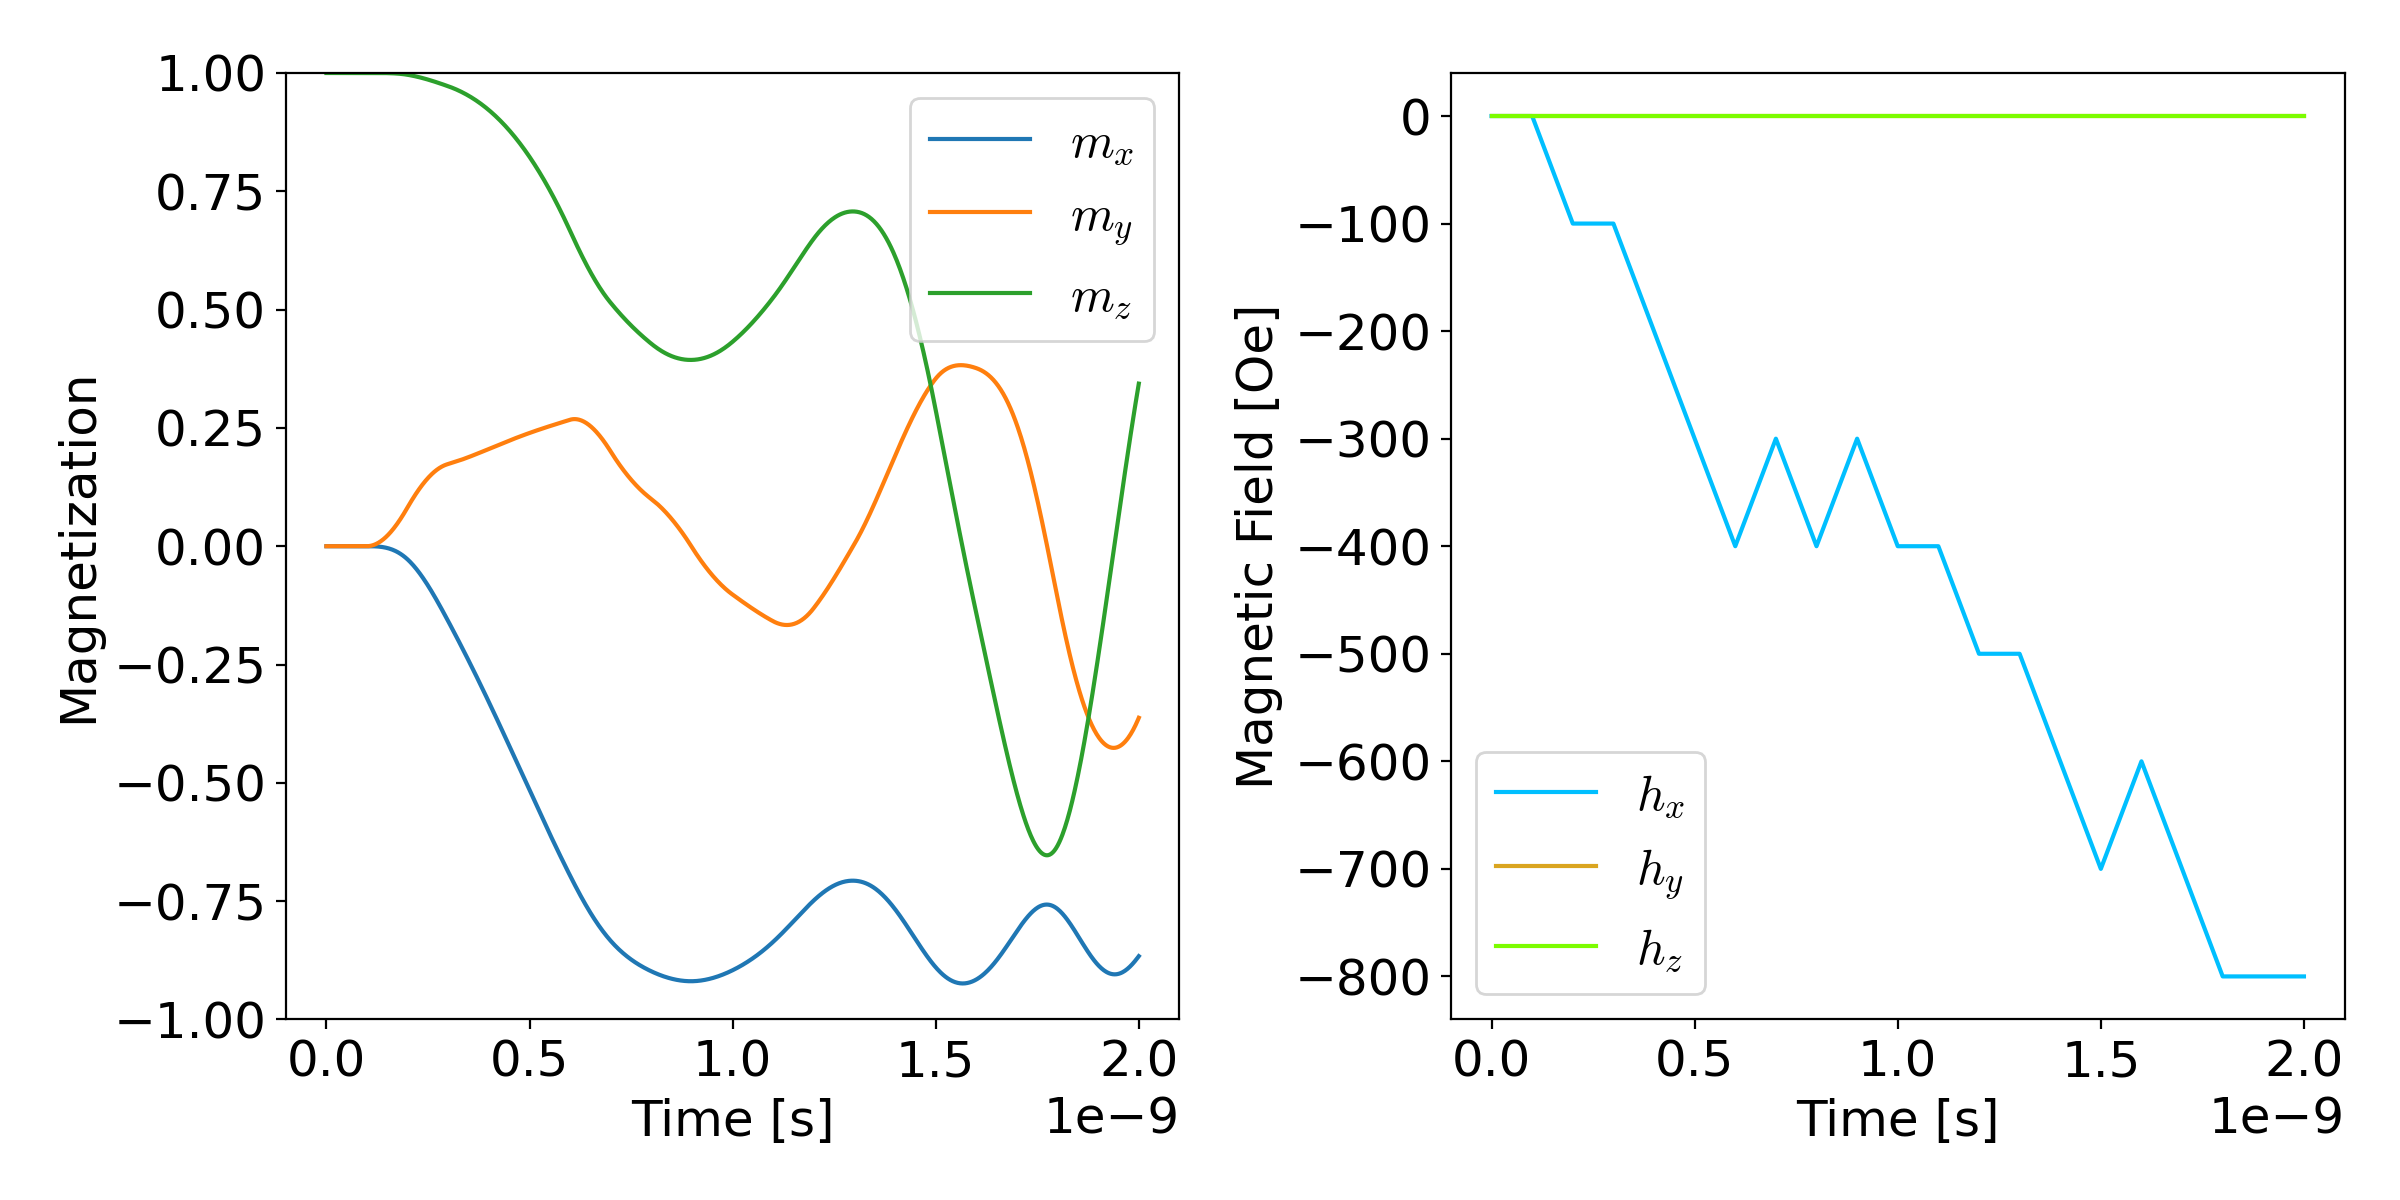 Magnetization
1.00
0.75
0.50
0.25
0.00
−0.25
−0.50
−0.75
−1.00
0.0 0.5 1.0 1.5 2.0
Time [s]
1e−9
m_x
m_y
m_z
Magnetic Field [Oe]
0
−100
−200
−300
−400
−500
−600
−700
−800
0.0 0.5 1.0 1.5 2.0
Time [s]
1e−9
h_x
h_y
h_z